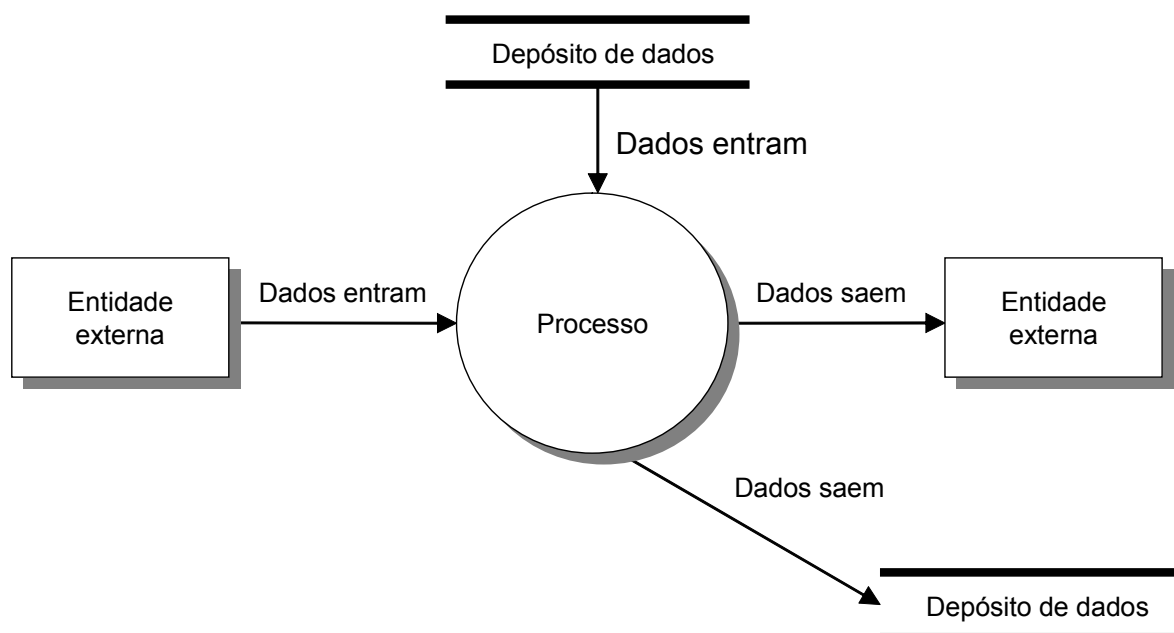 Depósito de dados
Dados entram
Entidade
externa
Dados entram
Processo
Dados saem
Entidade
externa
Dados saem
Depósito de dados